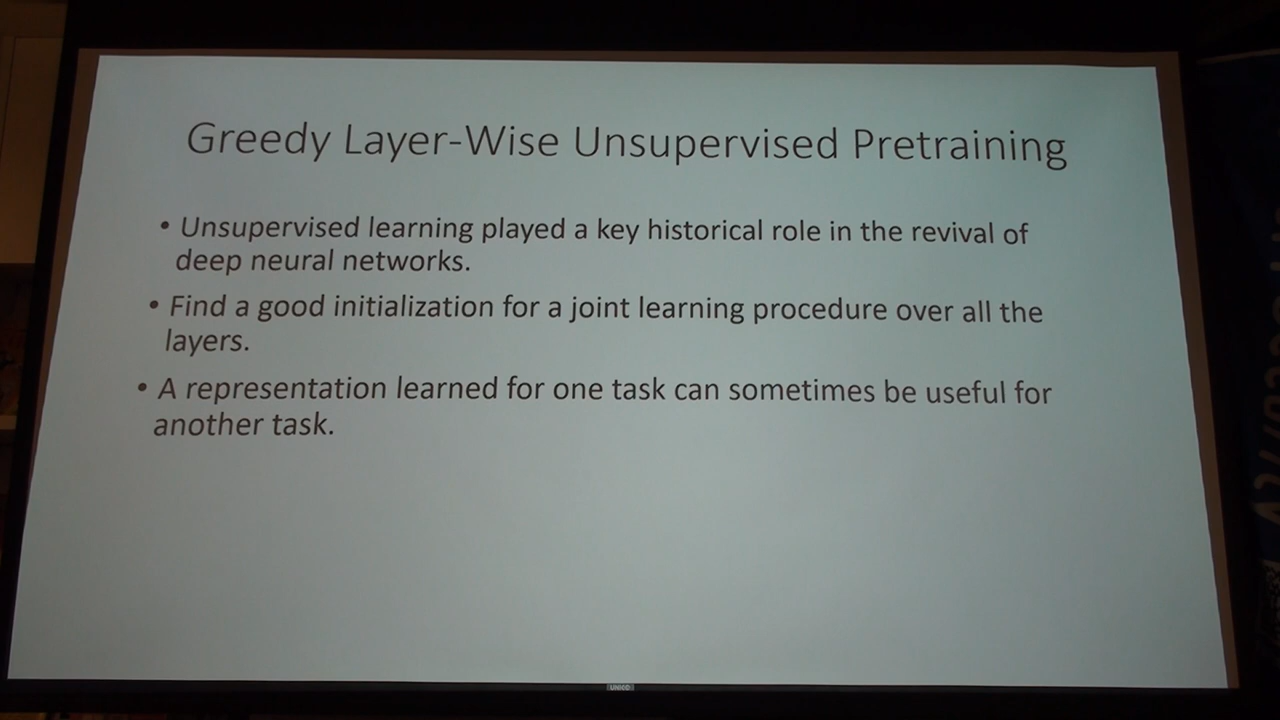 Greedy Layer-Wise Unsupervised Pretraining
• Unsupervised learning played a key historical role in the revival of
deep neural networks.
• Find a good initialization for a joint learning procedure over all the
layers.
• A representation learned for one task can sometimes be useful for
another task.